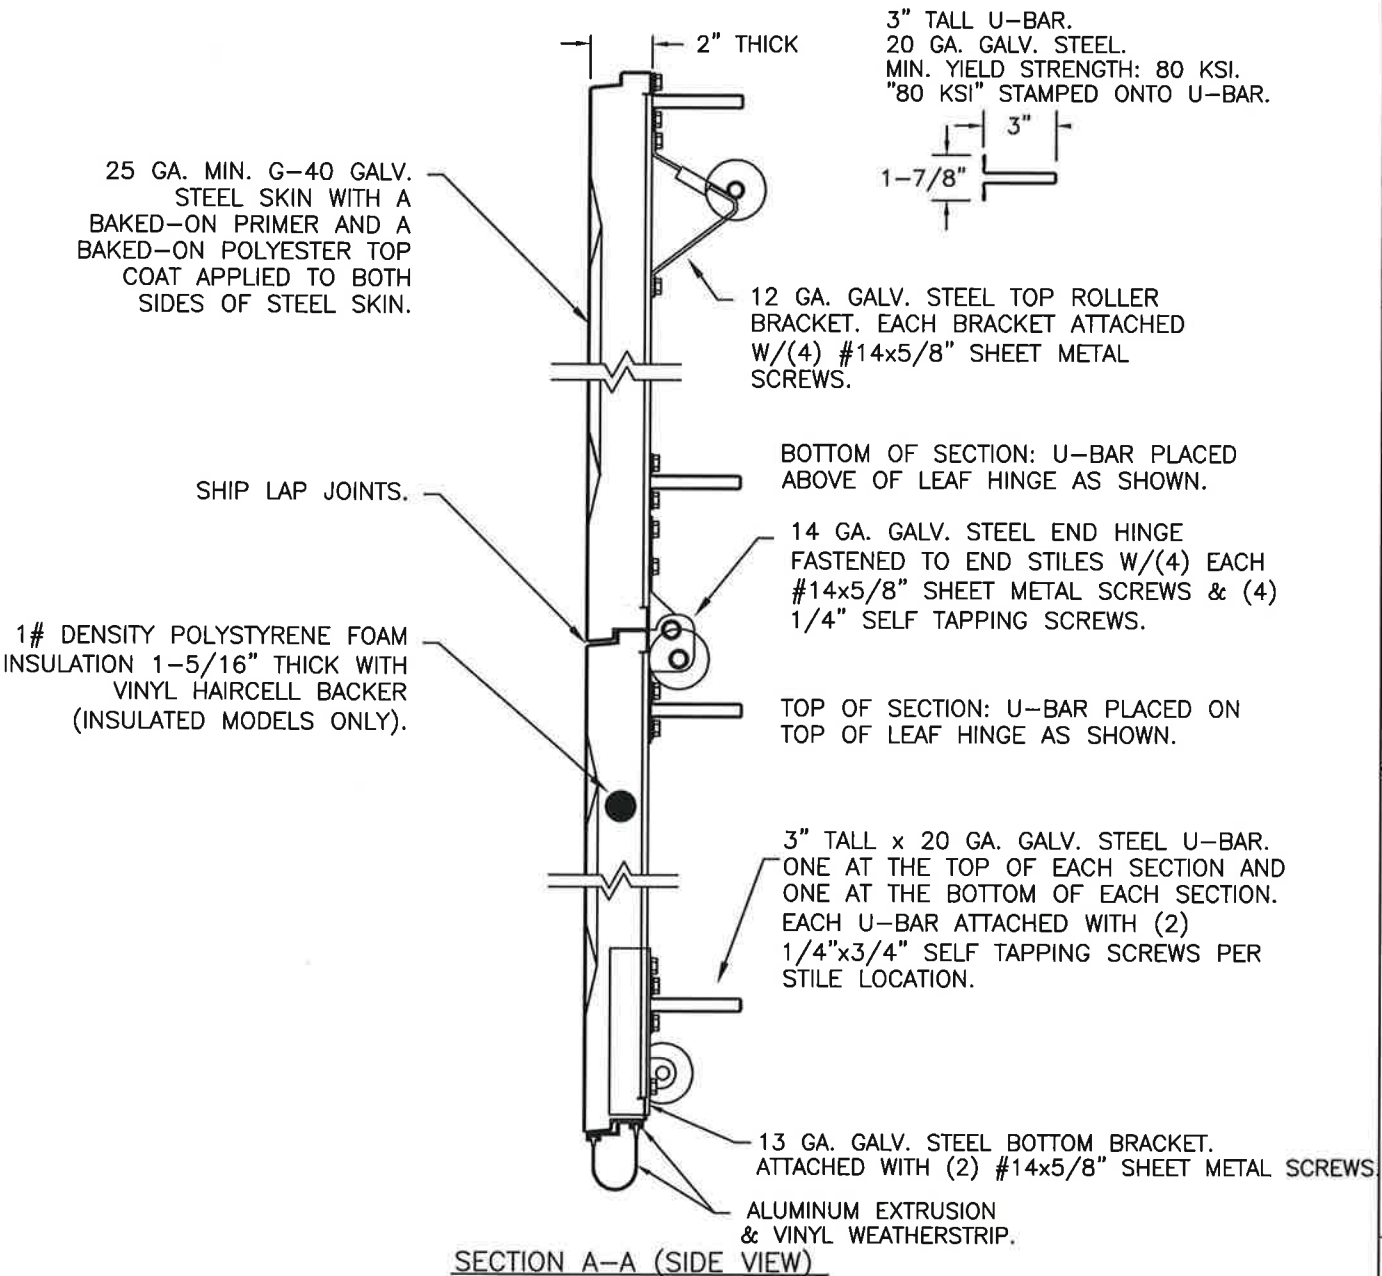 3" TALL U-BAR.
20 GA. GALV. STEEL.
MIN. YIELD STRENGTH: 80 KSI.
"80 KSI" STAMPED ONTO U-BAR.
2" THICK
3"
1-7/8"
25 GA. MIN. G-40 GALV.
STEEL SKIN WITH A
BAKED-ON PRIMER AND A
BAKED-ON POLYESTER TOP
COAT APPLIED TO BOTH
SIDES OF STEEL SKIN.
12 GA. GALV. STEEL TOP ROLLER
BRACKET. EACH BRACKET ATTACHED
W/(4) #14x5/8" SHEET METAL
SCREWS.
BOTTOM OF SECTION: U-BAR PLACED
ABOVE OF LEAF HINGE AS SHOWN.
SHIP LAP JOINTS.
14 GA. GALV. STEEL END HINGE
FASTENED TO END STILES W/(4) EACH
#14x5/8" SHEET METAL SCREWS & (4)
1/4" SELF TAPPING SCREWS.
1# DENSITY POLYSTYRENE FOAM
INSULATION 1-5/16" THICK WITH
VINYL HAIRCELL BACKER
(INSULATED MODELS ONLY).
TOP OF SECTION: U-BAR PLACED ON
TOP OF LEAF HINGE AS SHOWN.
3" TALL x 20 GA. GALV. STEEL U-BAR.
ONE AT THE TOP OF EACH SECTION AND
ONE AT THE BOTTOM OF EACH SECTION.
EACH U-BAR ATTACHED WITH (2)
1/4"x3/4" SELF TAPPING SCREWS PER
STILE LOCATION.
13 GA. GALV. STEEL BOTTOM BRACKET.
ATTACHED WITH (2) #14x5/8" SHEET METAL SCREWS.
ALUMINUM EXTRUSION
& VINYL WEATHERSTRIP.
SECTION A-A (SIDE VIEW)